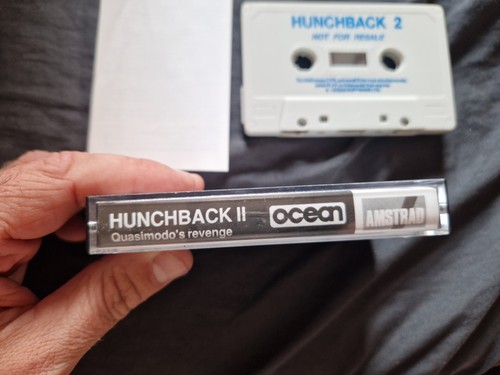 HUNCHBACK 2
NOT FOR RESALE
HUNCHBACK II
Quasimodo's revenge
ocean
AMSTRAD